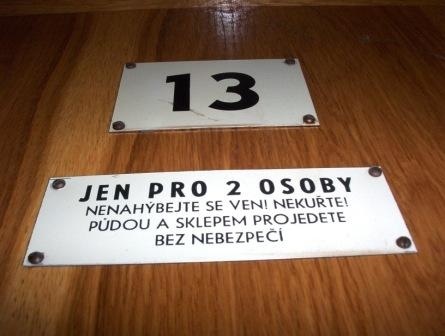 13
JEN PRO 2 OSOBY
NENAHÝBEJTE SE VEN! NEKUŘTE!
PŮDOU A SKLEPEM PROJEDETE
BEZ NEBEZPEČÍ